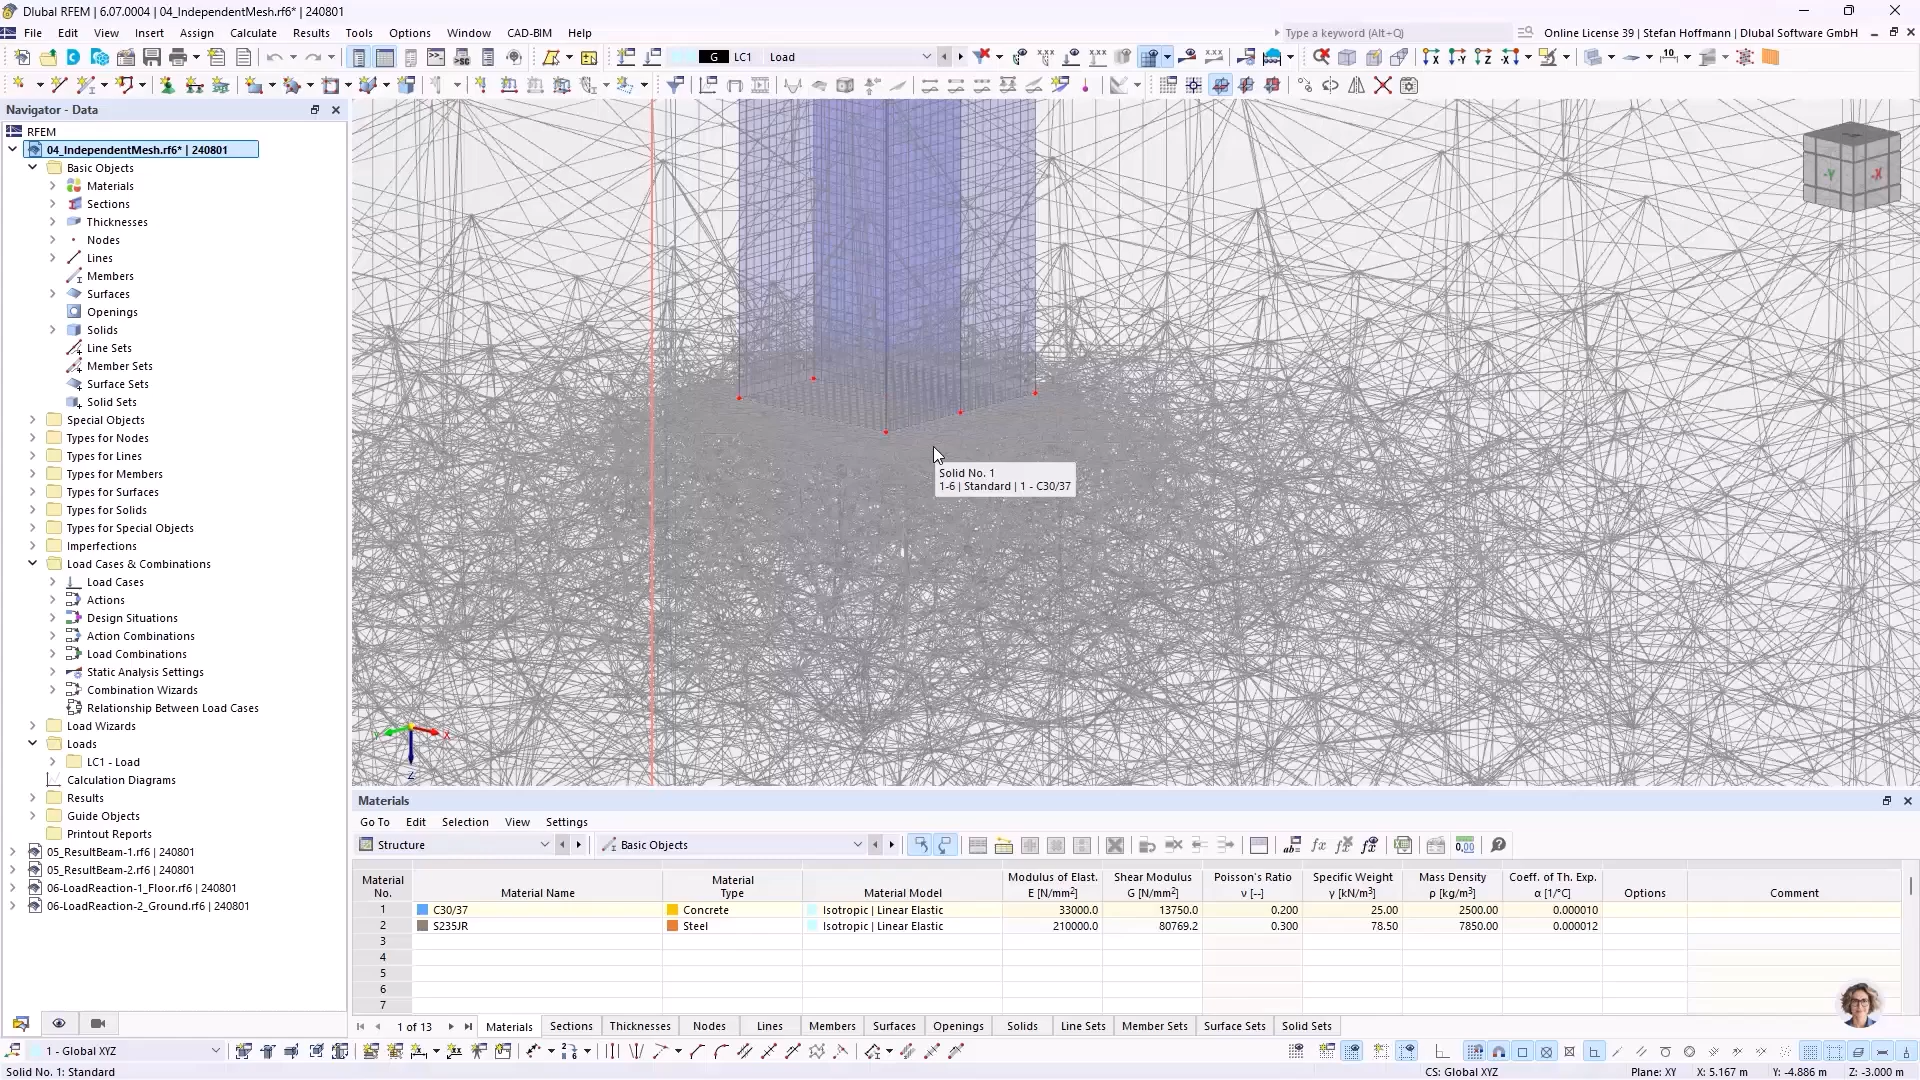 Dlubal RFEM | 6.07.0004 | 04_IndependentMesh.rf6* | 240801
File Edit View Insert Assign Calculate Results Tools Options Window CAD-BIM Help
Type a keyword (Alt+Q)
Online License 39 | Stefan Hoffmann | Dlubal Software GmbH
G LC1 Load
Navigator - Data
RFEM
04_IndependentMesh.rf6* | 240801
Basic Objects
Materials
Sections
Thicknesses
Nodes
Lines
Members
Surfaces
Openings
Solids
Line Sets
Member Sets
Surface Sets
Solid Sets
Special Objects
Types for Nodes
Types for Lines
Types for Members
Types for Surfaces
Types for Solids
Types for Special Objects
Imperfections
Load Cases & Combinations
Load Cases
Actions
Design Situations
Action Combinations
Load Combinations
Static Analysis Settings
Combination Wizards
Relationship Between Load Cases
Load Wizards
Loads
LC1 - Load
Calculation Diagrams
Results
Guide Objects
Printout Reports
05_ResultBeam-1.rf6 | 240801
05_ResultBeam-2.rf6 | 240801
06-LoadReaction-1_Floor.rf6 | 240801
06-LoadReaction-2_Ground.rf6 | 240801
-Y -X
Solid No. 1
1-6 | Standard | 1 - C30/37
Y X
Z
Materials
Go To Edit Selection View Settings
Structure Basic Objects
Material No. Material Name Material Type Material Model Modulus of Elast. E [N/mm2] Shear Modulus G [N/mm2] Poisson's Ratio ν [--] Specific Weight γ [kN/m3] Mass Density ρ [kg/m3] Coeff. of Th. Exp. α [1/°C] Options Comment
1 C30/37 Concrete Isotropic | Linear Elastic 33000.0 13750.0 0.200 25.00 2500.00 0.000010
2 S235JR Steel Isotropic | Linear Elastic 210000.0 80769.2 0.300 78.50 7850.00 0.000012
3
4
5
6
7
1 of 13 Materials Sections Thicknesses Nodes Lines Members Surfaces Openings Solids Line Sets Member Sets Surface Sets Solid Sets
1 - Global XYZ
Solid No. 1: Standard
CS: Global XYZ Plane: XY X: 5.167 m Y: -4.886 m Z: -3.000 m